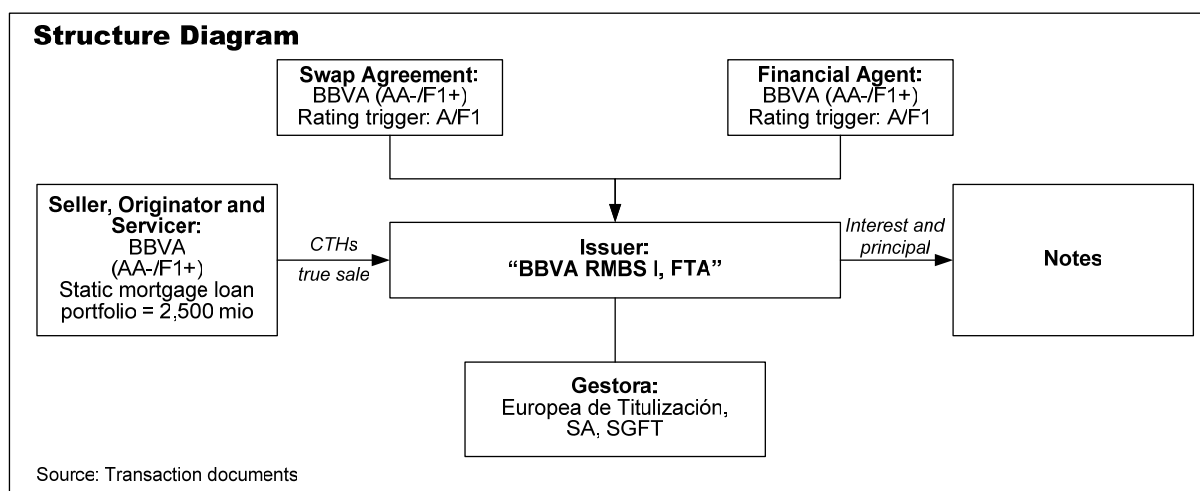 Structure Diagram
Swap Agreement:
BBVA (AA-/F1+)
Rating trigger: A/F1
Financial Agent:
BBVA (AA-/F1+)
Rating trigger: A/F1
Seller, Originator and
Servicer:
BBVA
(AA-/F1+)
Static mortgage loan
portfolio = 2,500 mio
CTHs
true sale
Issuer:
“BBVA RMBS I, FTA”
Interest and
principal
Notes
Gestora:
Europea de Titulización,
SA, SGFT
Source: Transaction documents